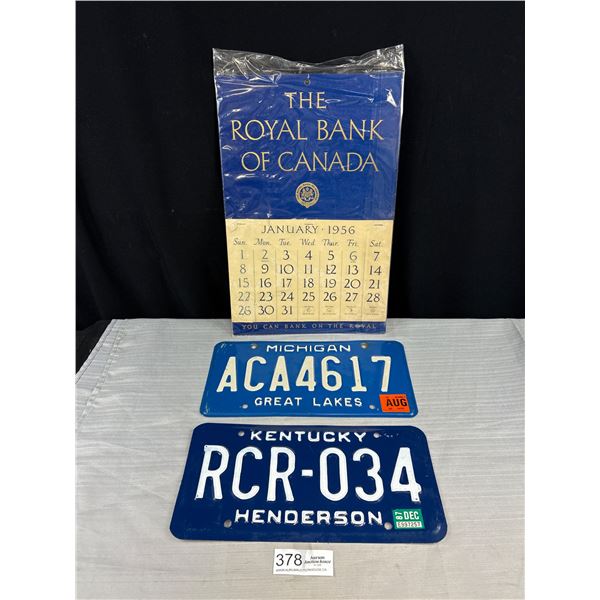 THE
ROYAL BANK
OF CANADA
JANUARY · 1956
Sun. Mon. Tue. Wed. Thur. Fri. Sat.
1 2 3 4 5 6 7
8 9 10 11 12 13 14
15 16 17 18 19 20 21
22 23 24 25 26 27 28
29 30 31
YOU CAN BANK ON THE ROYAL
MICHIGAN
ACA4617
AUG
GREAT LAKES
KENTUCKY
RCR-034
HENDERSON
87 DEC
378